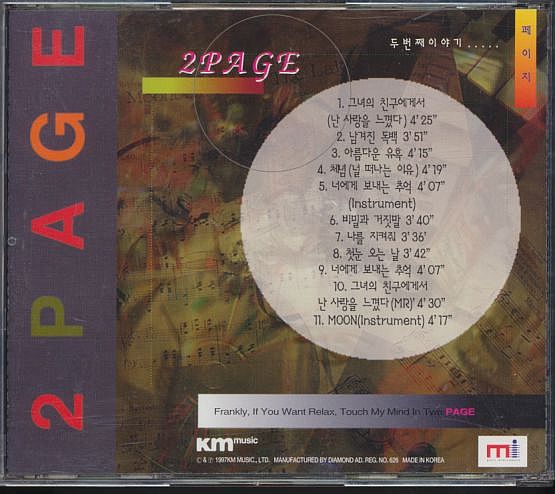 2 PAGE
2PAGE
두번째이야기.....
페이지
1. 그녀의 친구에게서
(난 사랑을 느꼈다) 4'25"
2. 남겨진 독백 3'51"
3. 아름다운 유혹 4'15"
4. 체념(널 떠나는 이유) 4'19"
5. 너에게 보내는 추억 4'07"
(Instrument)
6. 비밀과 거짓말 3'40"
7. 나를 지켜줘 3'36'
8. 첫눈 오는 날 3'42"
9. 너에게 보내는 추억 4'07"
10. 그녀의 친구에게서
난 사랑을 느꼈다(MR)' 4'30"
11. MOON(Instrument) 4'17"
Frankly, If You Want Relax, Touch My Mind In Two PAGE
KM music
mi
© & ℗ 1997KM MUSIC., LTD. MANUFACTURED BY DIAMOND AD. REG. NO. 626 MADE IN KOREA